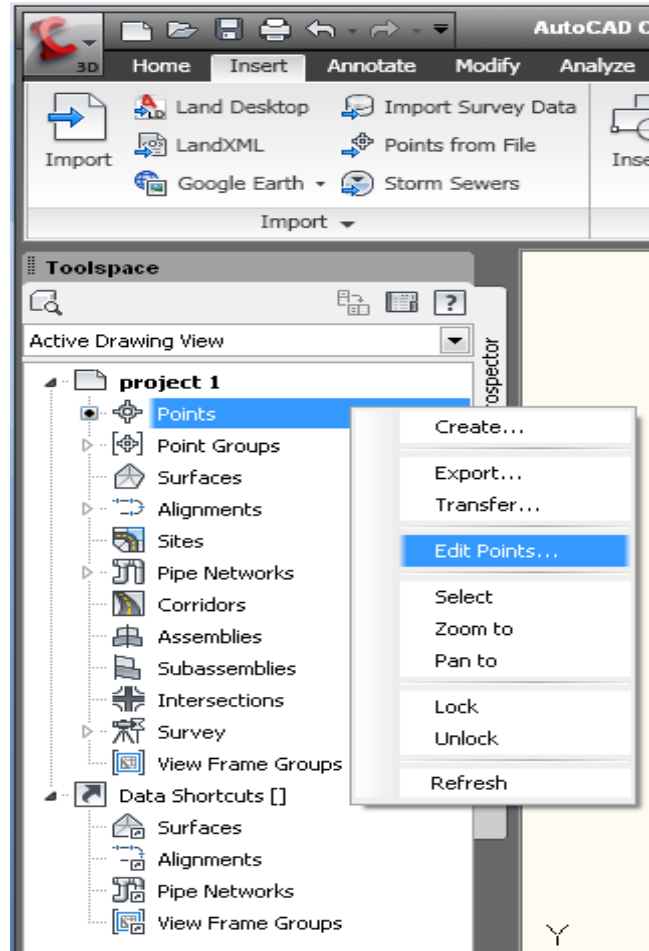 AutoCAD C
3D
Home Insert Annotate Modify Analyze
Land Desktop Import Survey Data
LandXML Points from File
Import
Google Earth Storm Sewers
Import
Toolspace
?
Active Drawing View
project 1
Points
Point Groups
Surfaces
Alignments
Sites
Pipe Networks
Corridors
Assemblies
Subassemblies
Intersections
Survey
View Frame Groups
Data Shortcuts []
Surfaces
Alignments
Pipe Networks
View Frame Groups
Create...
Export...
Transfer...
Edit Points...
Select
Zoom to
Pan to
Lock
Unlock
Refresh
Y